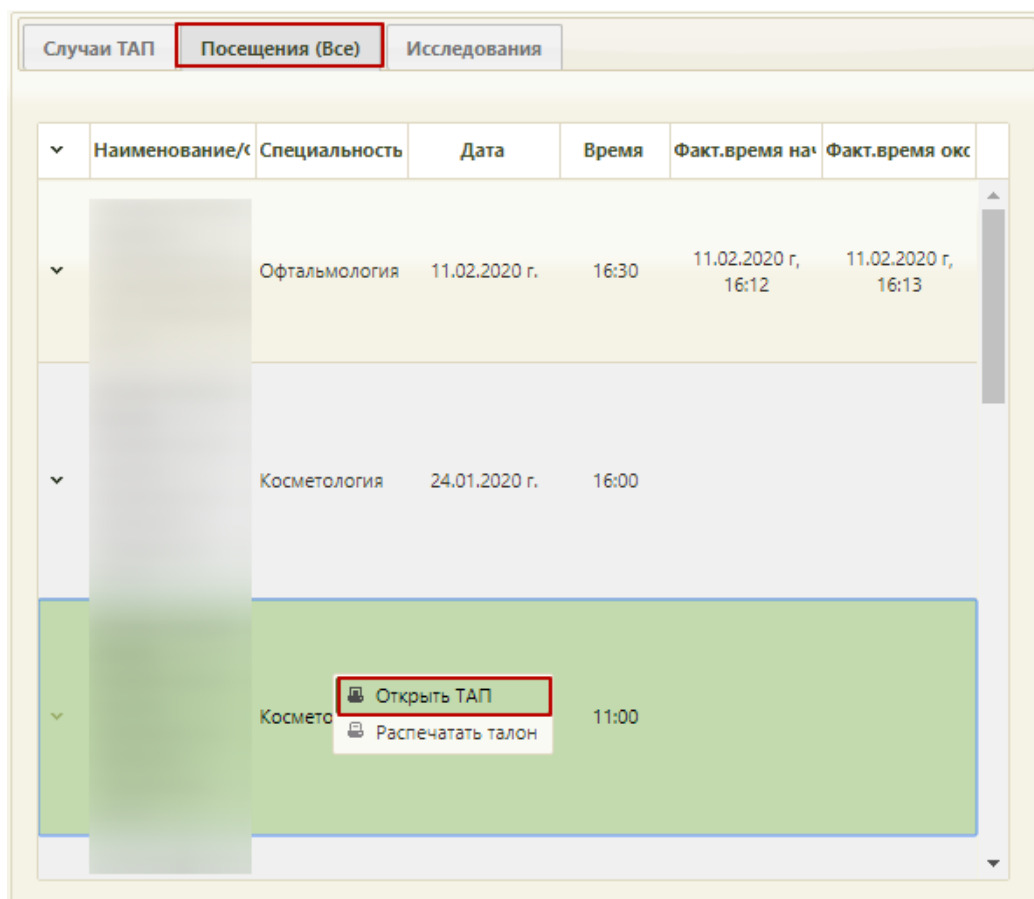 Случаи ТАП Посещения (Все) Исследования
Наименование/ Специальность Дата Время Факт.время нач Факт.время окс
Офтальмология 11.02.2020 г. 16:30 11.02.2020 г, 11.02.2020 г,
16:12 16:13
Косметология 24.01.2020 г. 16:00
Открыть ТАП
Космето 11:00
Распечатать талон